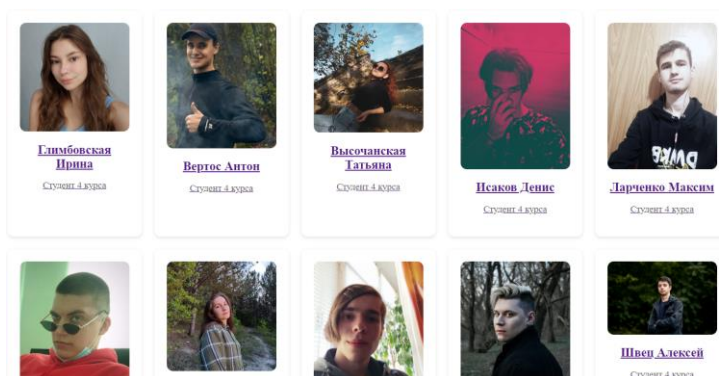 Глимбовская
Ирина
Студент 4 курса
Вертос Антон
Студент 4 курса
Высочанская
Татьяна
Студент 4 курса
Исаков Денис
Студент 4 курса
Ларченко Максим
Студент 4 курса
Швец Алексей
Студент 4 курса